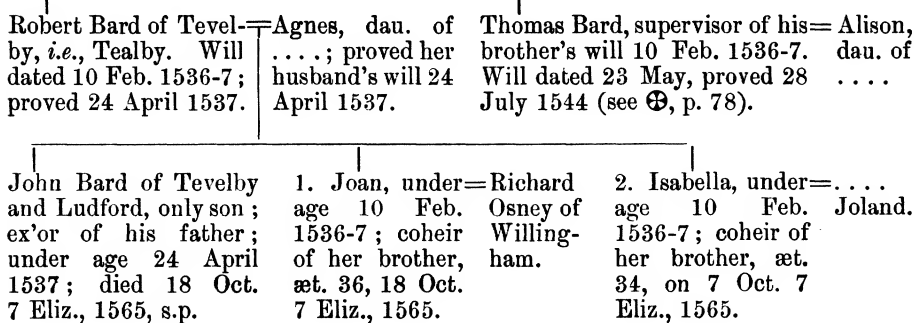 Robert Bard of Tevel-
by, i.e., Tealby. Will
dated 10 Feb. 1536-7;
proved 24 April 1537.
Agnes, dau. of
. . . .; proved her
husband's will 24
April 1537.
Thomas Bard, supervisor of his
brother's will 10 Feb. 1536-7.
Will dated 23 May, proved 28
July 1544 (see ⊕, p. 78).
Alison,
dau. of
. . . .
John Bard of Tevelby
and Ludford, only son;
ex'or of his father;
under age 24 April
1537; died 18 Oct.
7 Eliz., 1565, s.p.
1. Joan, under
age 10 Feb.
1536-7; coheir
of her brother,
æt. 36, 18 Oct.
7 Eliz., 1565.
Richard
Osney of
Willing-
ham.
2. Isabella, under
age 10 Feb.
1536-7; coheir of
her brother, æt.
34, on 7 Oct. 7
Eliz., 1565.
. . . .
Joland.